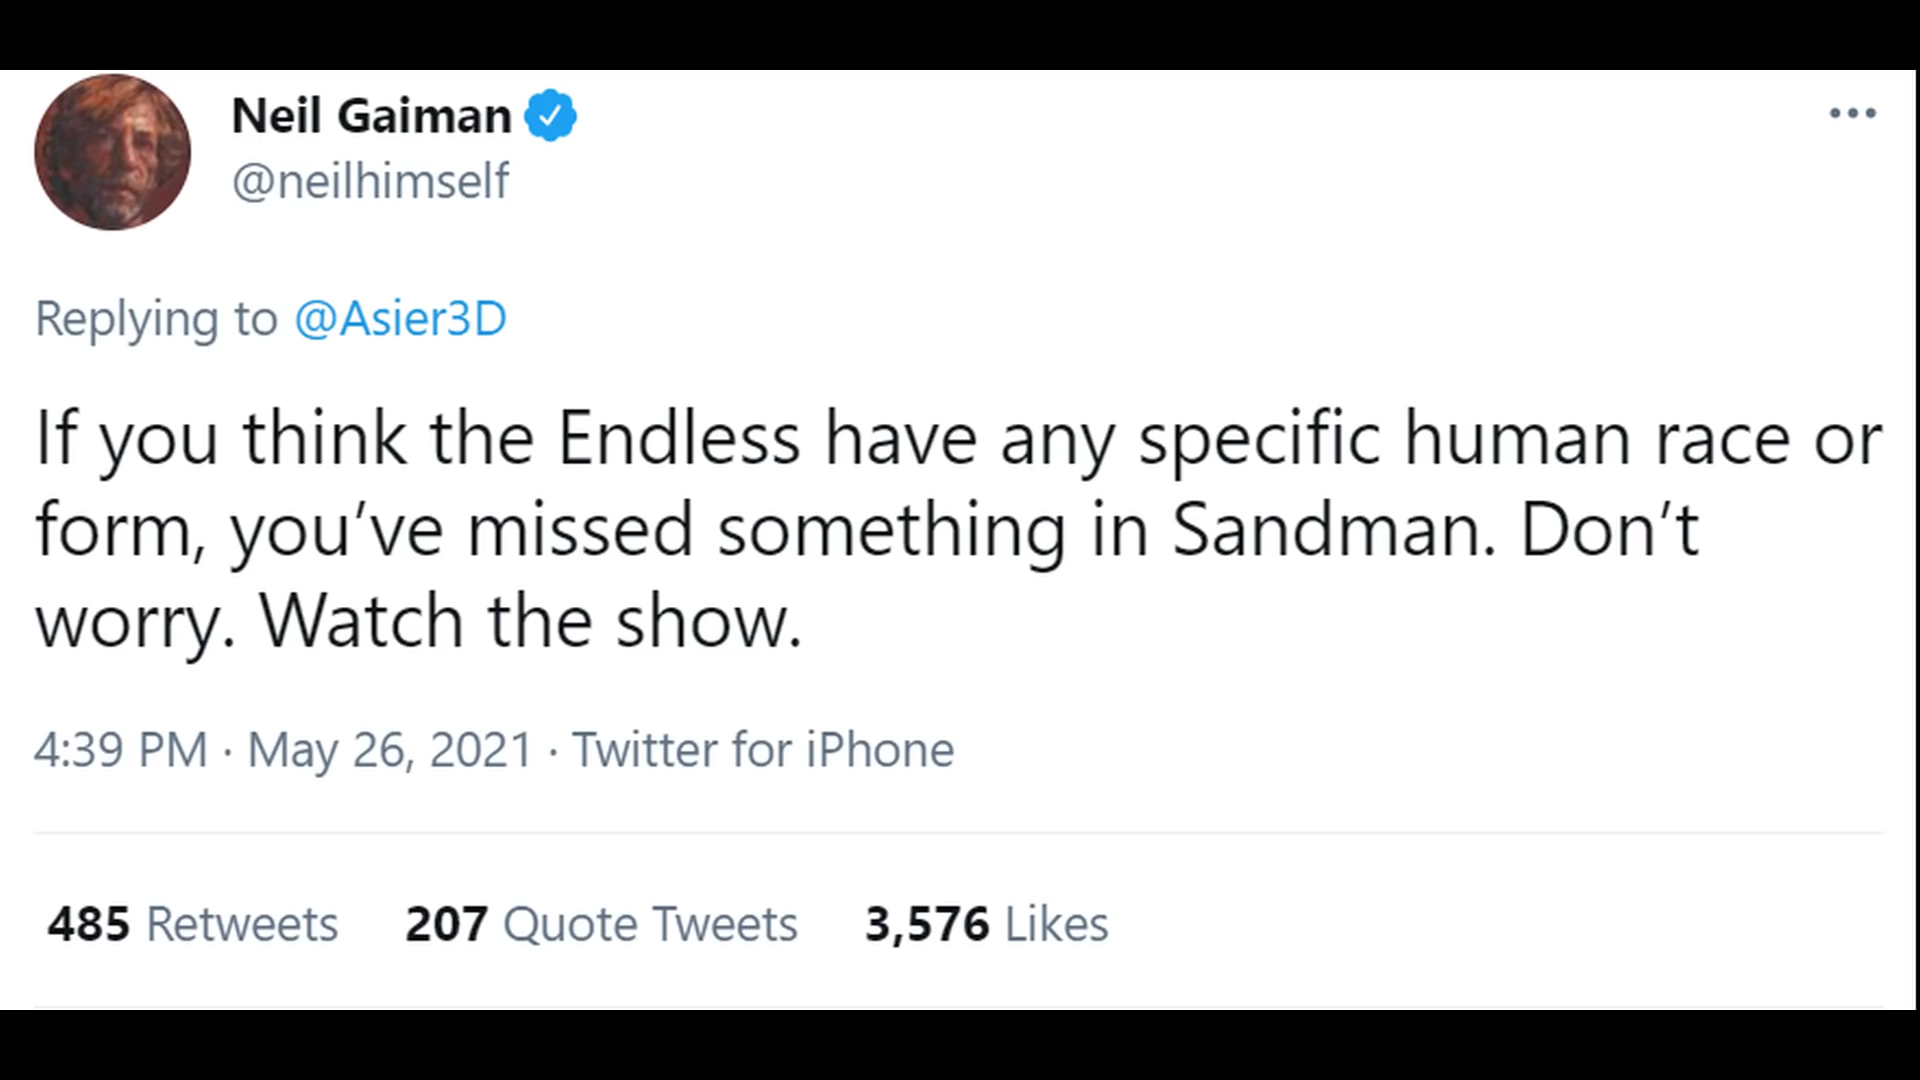 Neil Gaiman
@neilhimself
Replying to @Asier3D
If you think the Endless have any specific human race or
form, you’ve missed something in Sandman. Don’t
worry. Watch the show.
4:39 PM · May 26, 2021 · Twitter for iPhone
485 Retweets 207 Quote Tweets 3,576 Likes